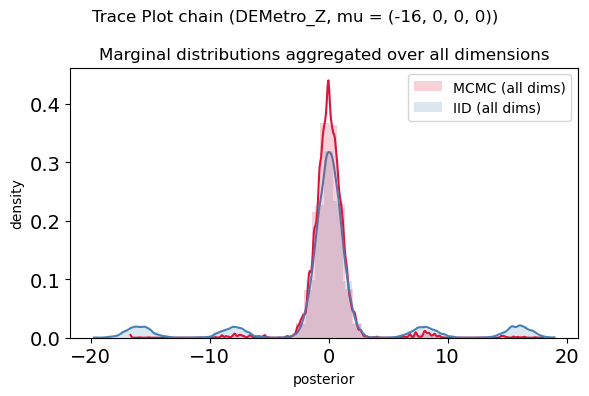 Trace Plot chain (DEMetro_Z, mu = (-16, 0, 0, 0))
Marginal distributions aggregated over all dimensions
MCMC (all dims)
IID (all dims)
density
0.4
0.3
0.2
0.1
0.0
−20
−10
0
10
20
posterior